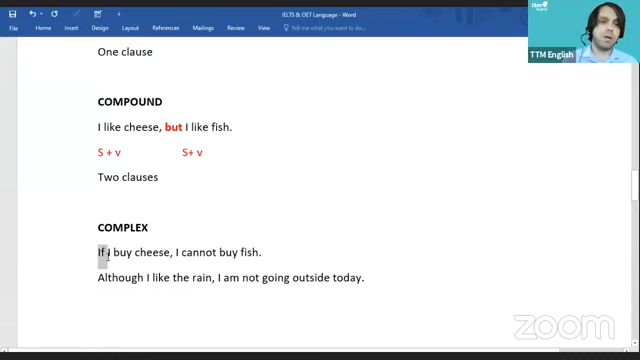 IELTS & OET Language - Word
File Home Insert Design Layout References Mailings Review View Tell me what you want to do...
ttm English
TTM English
One clause
COMPOUND
I like cheese, but I like fish.
S + v S+ v
Two clauses
COMPLEX
If I buy cheese, I cannot buy fish.
Although I like the rain, I am not going outside today.
zoom